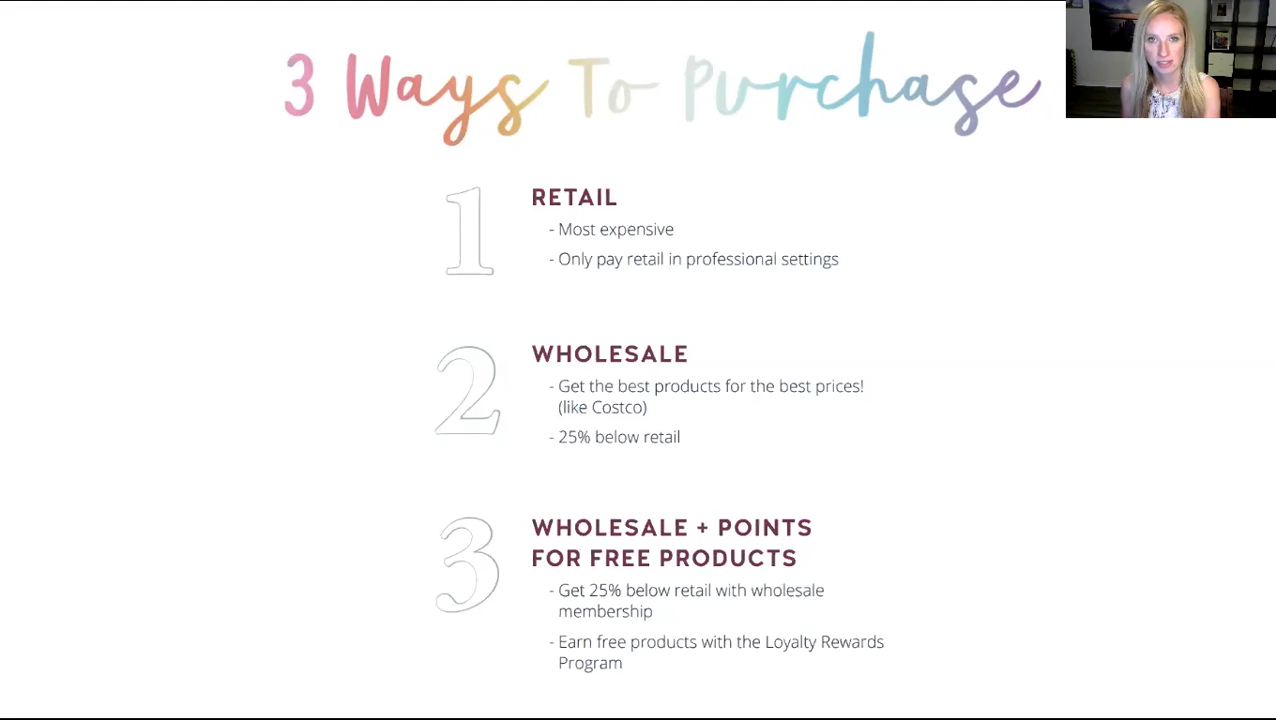 3 Ways To Purchase
1
RETAIL
- Most expensive
- Only pay retail in professional settings
2
WHOLESALE
- Get the best products for the best prices!
(like Costco)
- 25% below retail
3
WHOLESALE + POINTS
FOR FREE PRODUCTS
- Get 25% below retail with wholesale
membership
- Earn free products with the Loyalty Rewards
Program